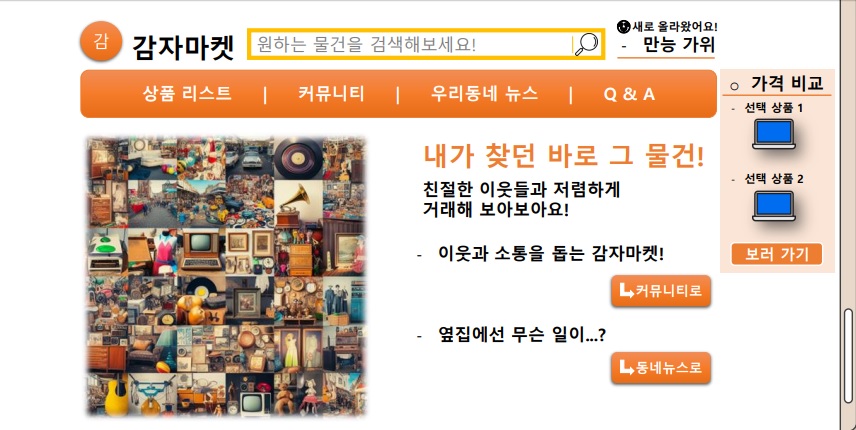 감
감자마켓
원하는 물건을 검색해보세요!
새로 올라왔어요!
- 만능 가위
상품 리스트 | 커뮤니티 | 우리동네 뉴스 | Q & A
○ 가격 비교
- 선택 상품 1
- 선택 상품 2
보러 가기
내가 찾던 바로 그 물건!
친절한 이웃들과 저렴하게
거래해 보아보아요!
- 이웃과 소통을 돕는 감자마켓!
커뮤니티로
- 옆집에선 무슨 일이...?
동네뉴스로